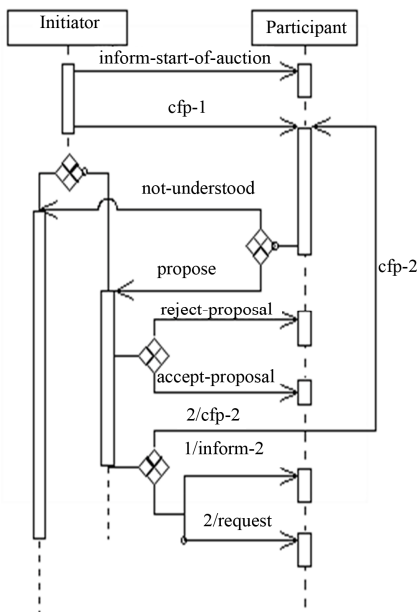 Initiator
Participant
inform-start-of-auction
cfp-1
not-understood
cfp-2
propose
reject-proposal
accept-proposal
2/cfp-2
1/inform-2
2/request